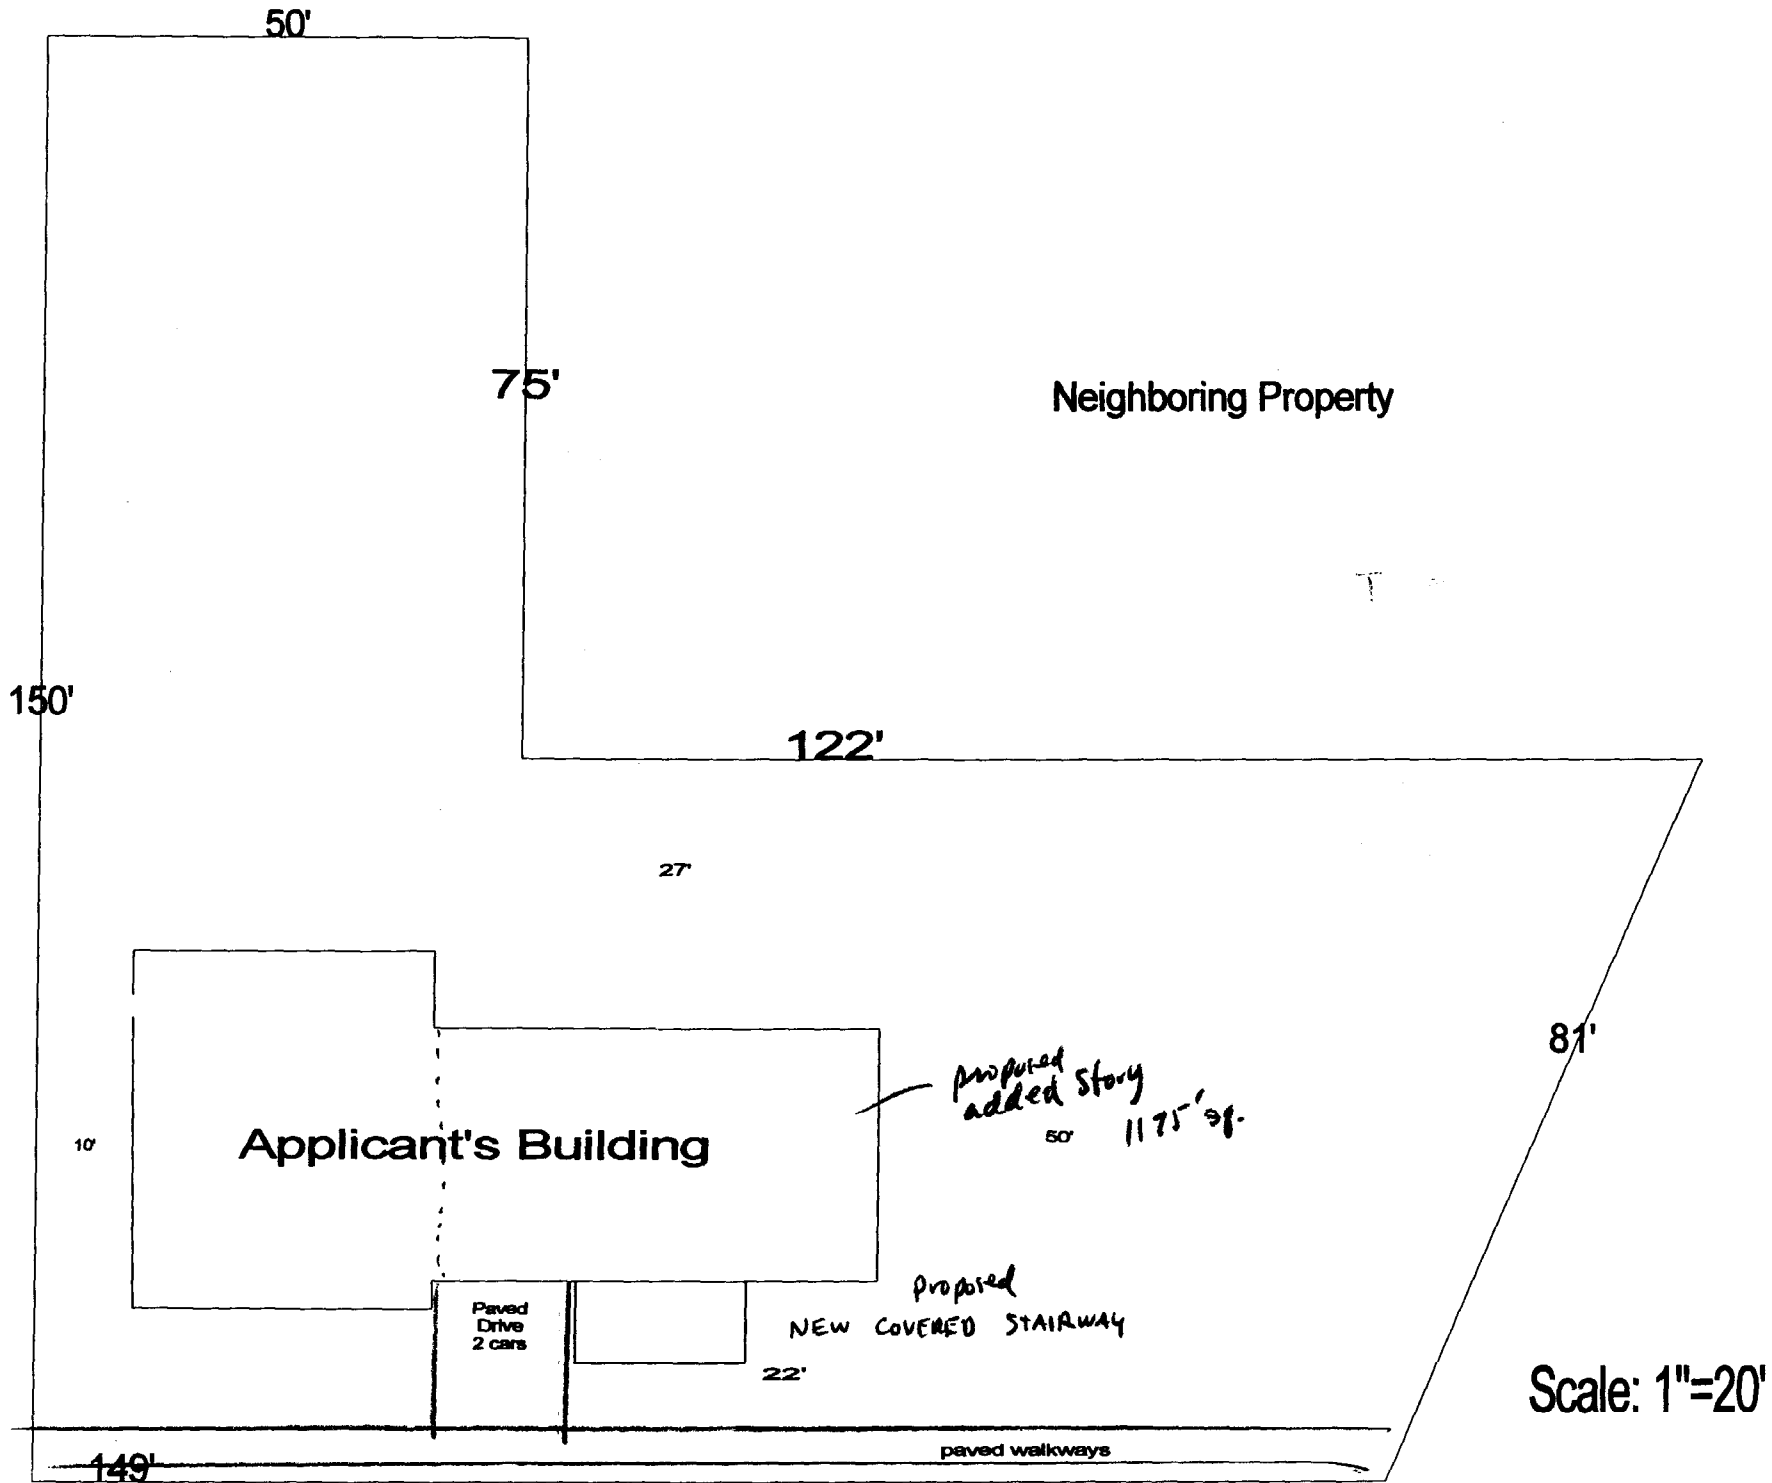 50'
75'
Neighboring Property
150'
122'
27'
81'
proposed
added story
1175' sq.
50'
10'
Applicant's Building
proposed
NEW COVERED STAIRWAY
Paved
Drive
2 cars
22'
Scale: 1"=20'
paved walkways
149'